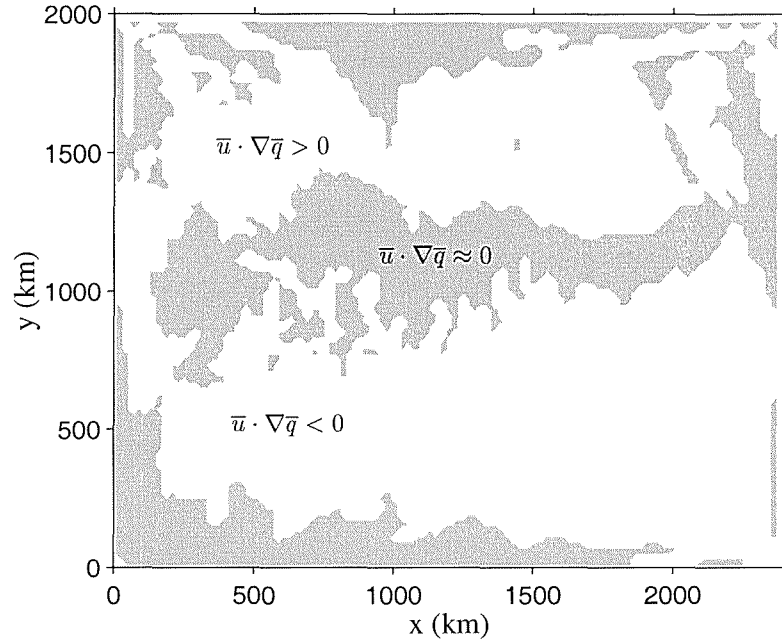 2000
1500
1000
500
0
y (km)
u̅ · ∇q̅ > 0
u̅ · ∇q̅ ≈ 0
u̅ · ∇q̅ < 0
0 500 1000 1500 2000
x (km)